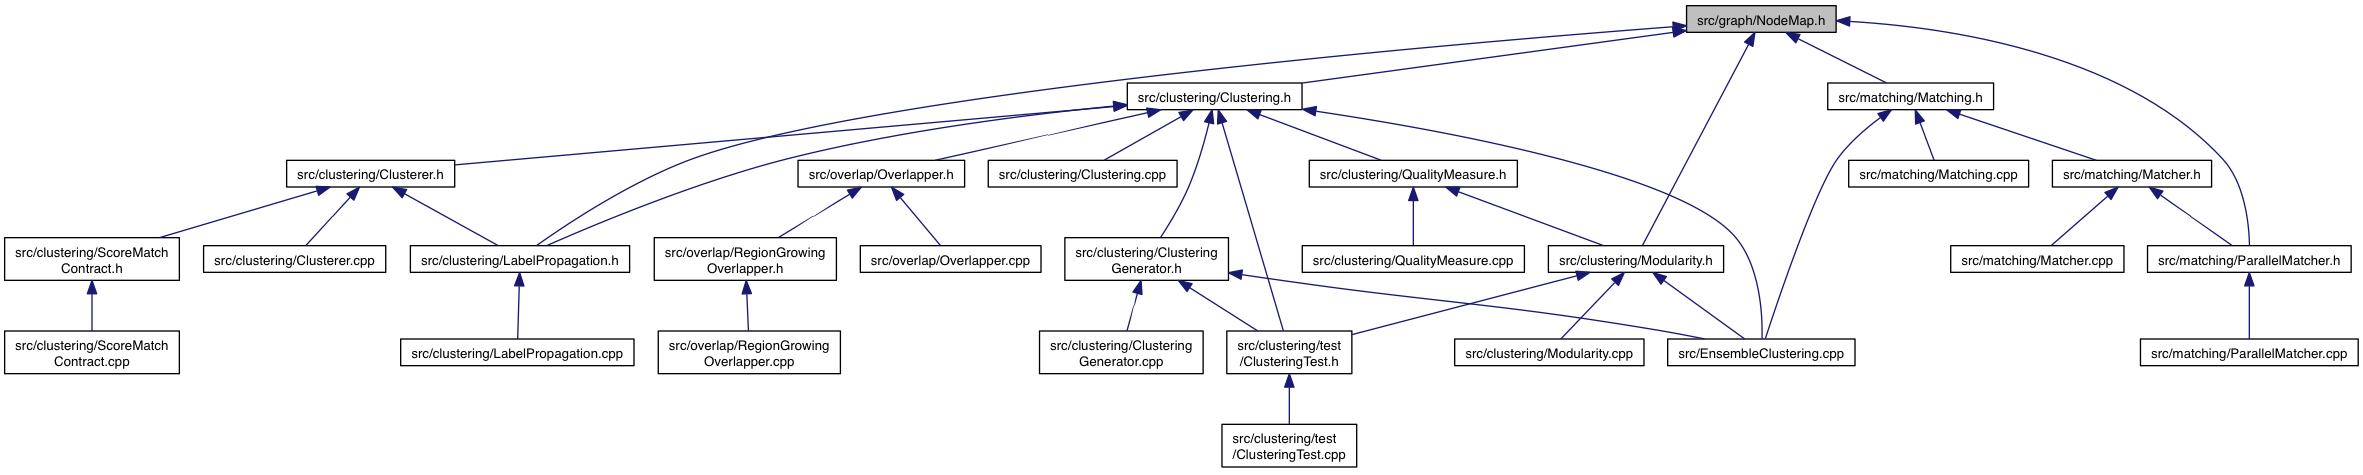 src/graph/NodeMap.h
src/clustering/Clustering.h
src/matching/Matching.h
src/clustering/Clusterer.h
src/overlap/Overlapper.h
src/clustering/Clustering.cpp
src/clustering/QualityMeasure.h
src/matching/Matching.cpp
src/matching/Matcher.h
src/clustering/ScoreMatch
Contract.h
src/clustering/Clusterer.cpp
src/clustering/LabelPropagation.h
src/overlap/RegionGrowing
Overlapper.h
src/overlap/Overlapper.cpp
src/clustering/Clustering
Generator.h
src/clustering/QualityMeasure.cpp
src/clustering/Modularity.h
src/matching/Matcher.cpp
src/matching/ParallelMatcher.h
src/clustering/ScoreMatch
Contract.cpp
src/clustering/LabelPropagation.cpp
src/overlap/RegionGrowing
Overlapper.cpp
src/clustering/Clustering
Generator.cpp
src/clustering/test
/ClusteringTest.h
src/clustering/Modularity.cpp
src/EnsembleClustering.cpp
src/matching/ParallelMatcher.cpp
src/clustering/test
/ClusteringTest.cpp